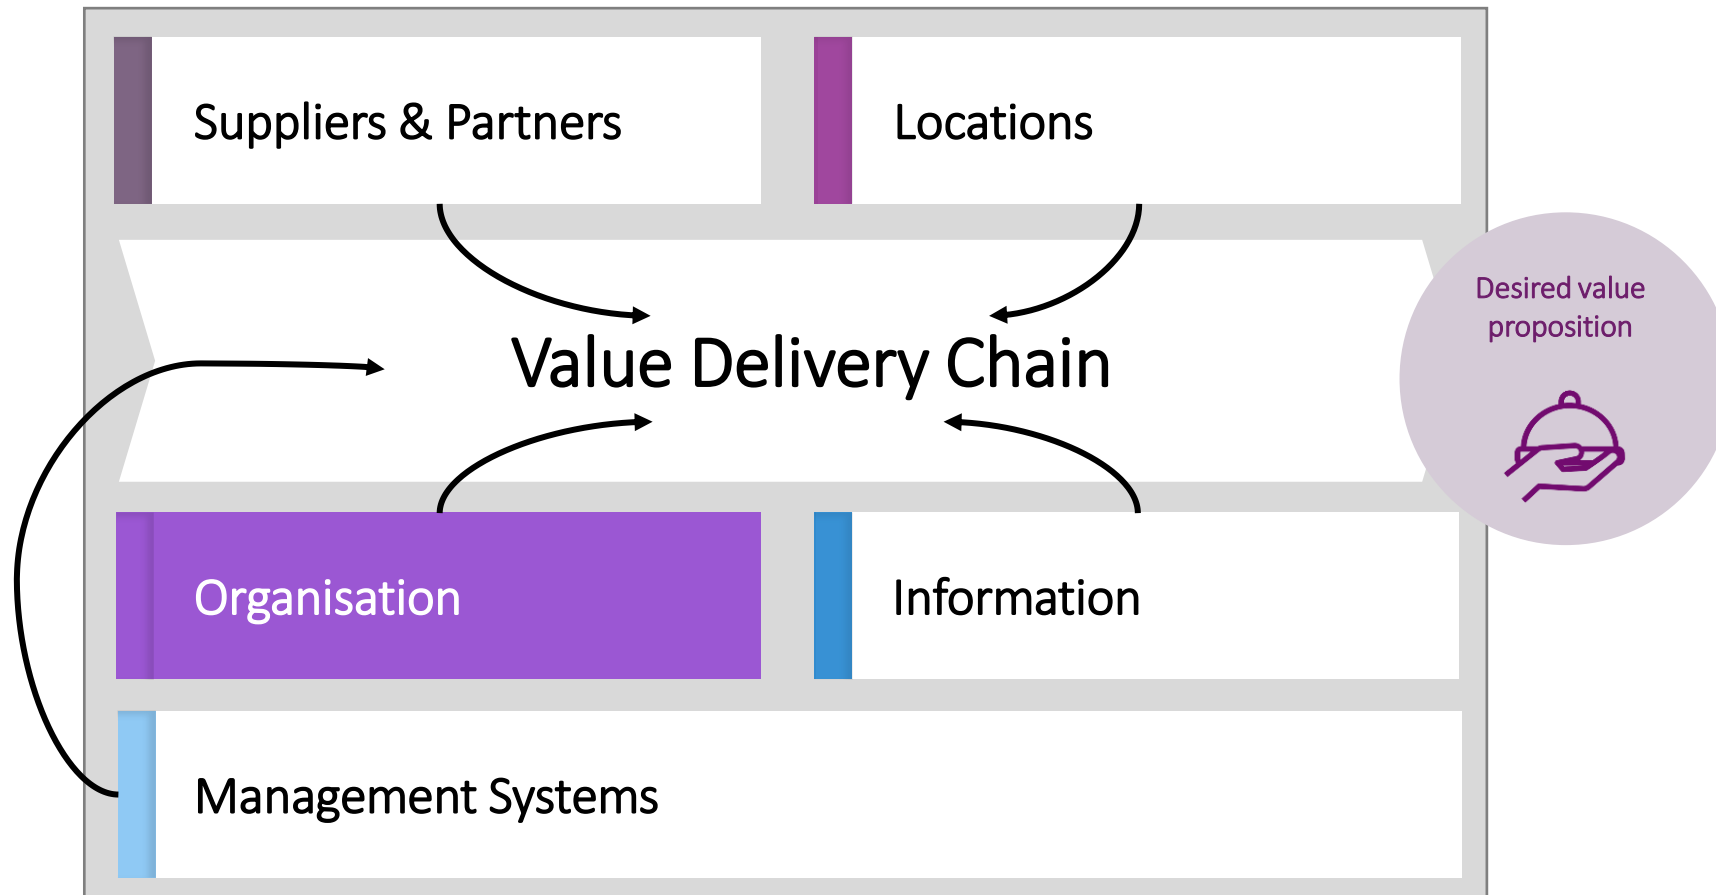 Suppliers & Partners
Locations
Desired value
proposition
Value Delivery Chain
Organisation
Information
Management Systems